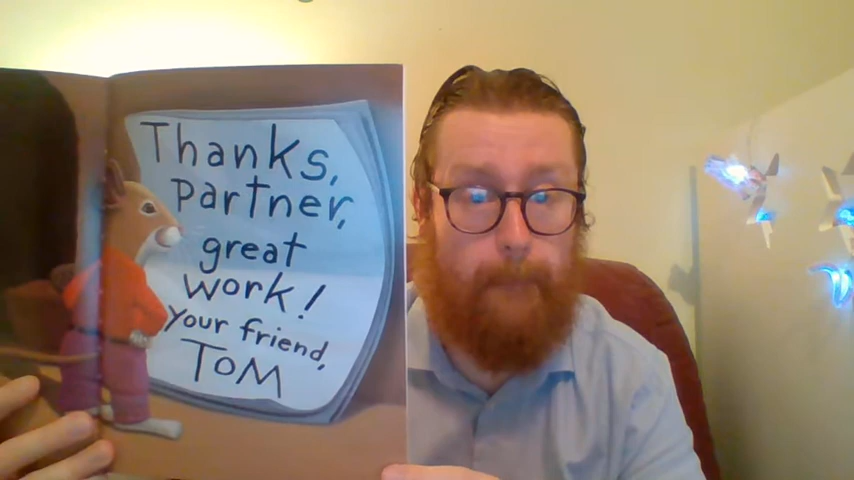 Thanks,
partner,
great
work!
Your friend,
TOM